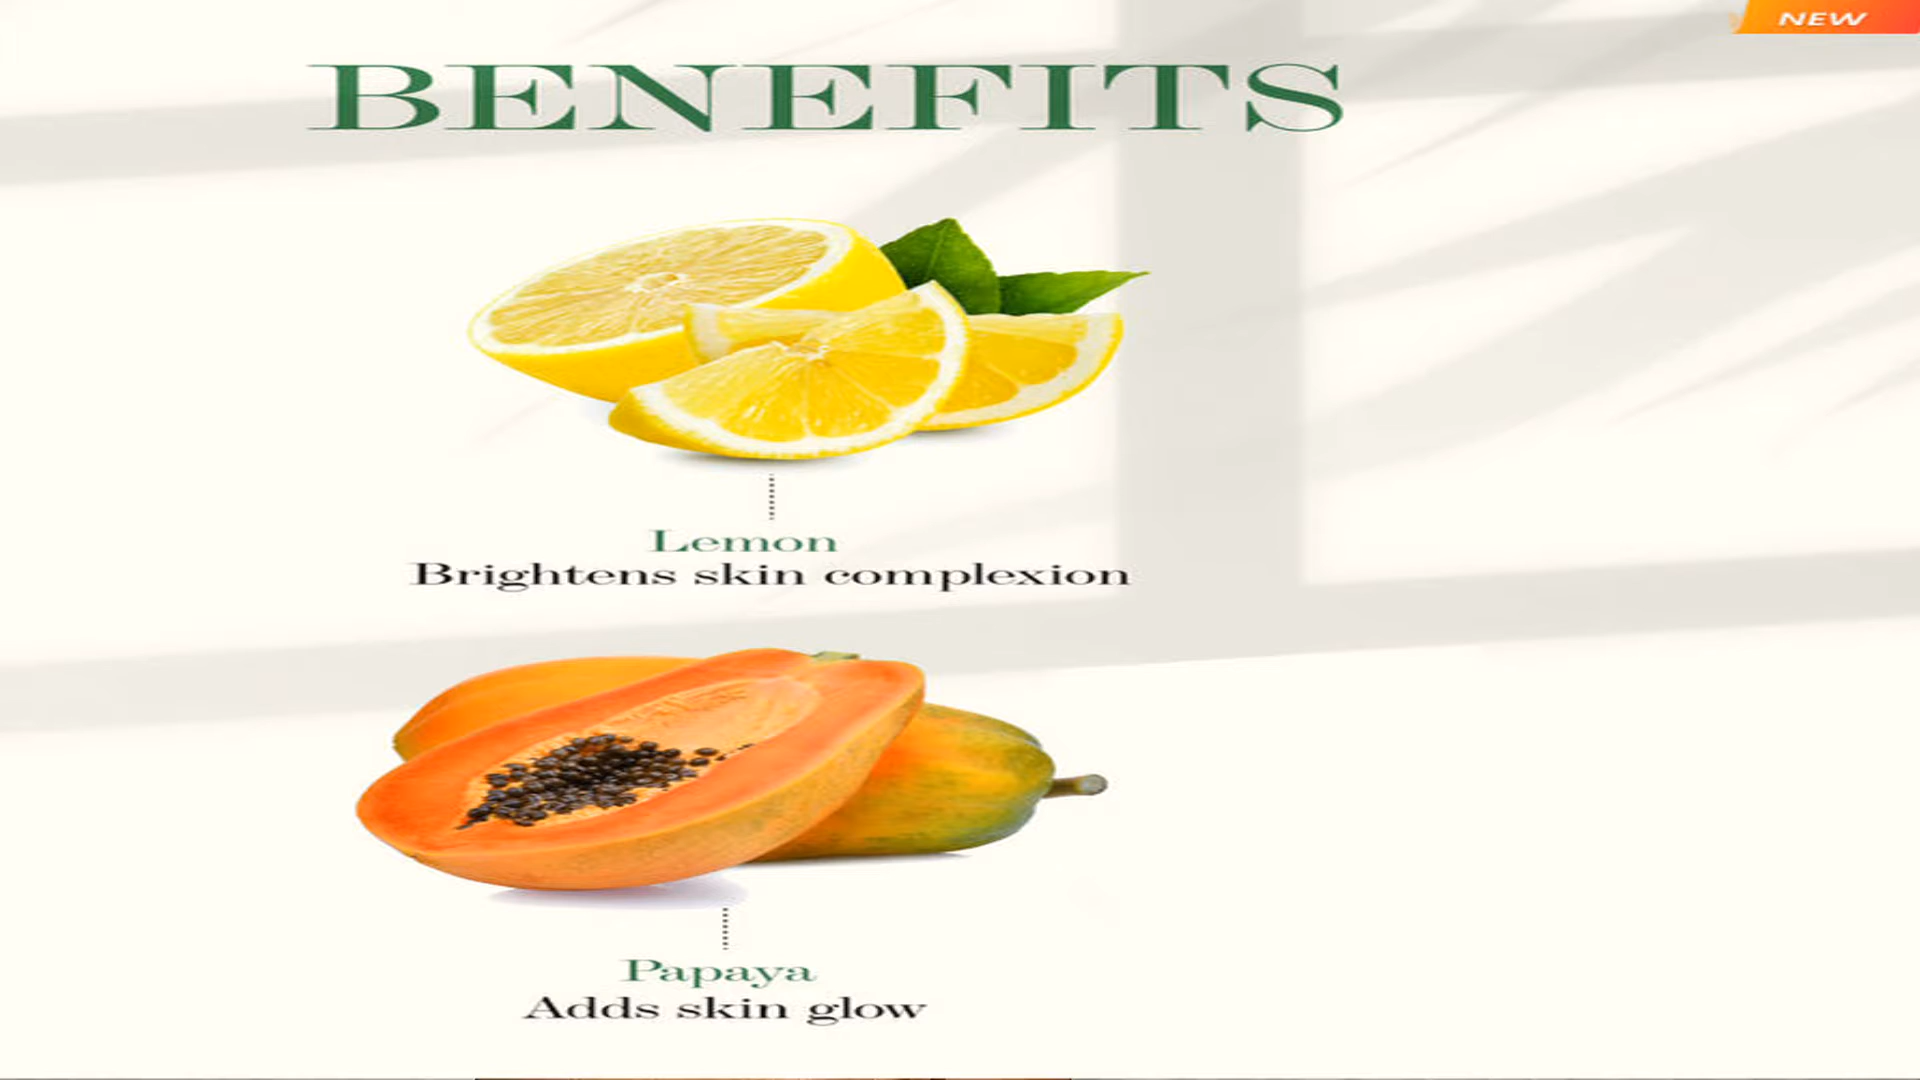 NEW
BENEFITS
Lemon
Brightens skin complexion
Papaya
Adds skin glow